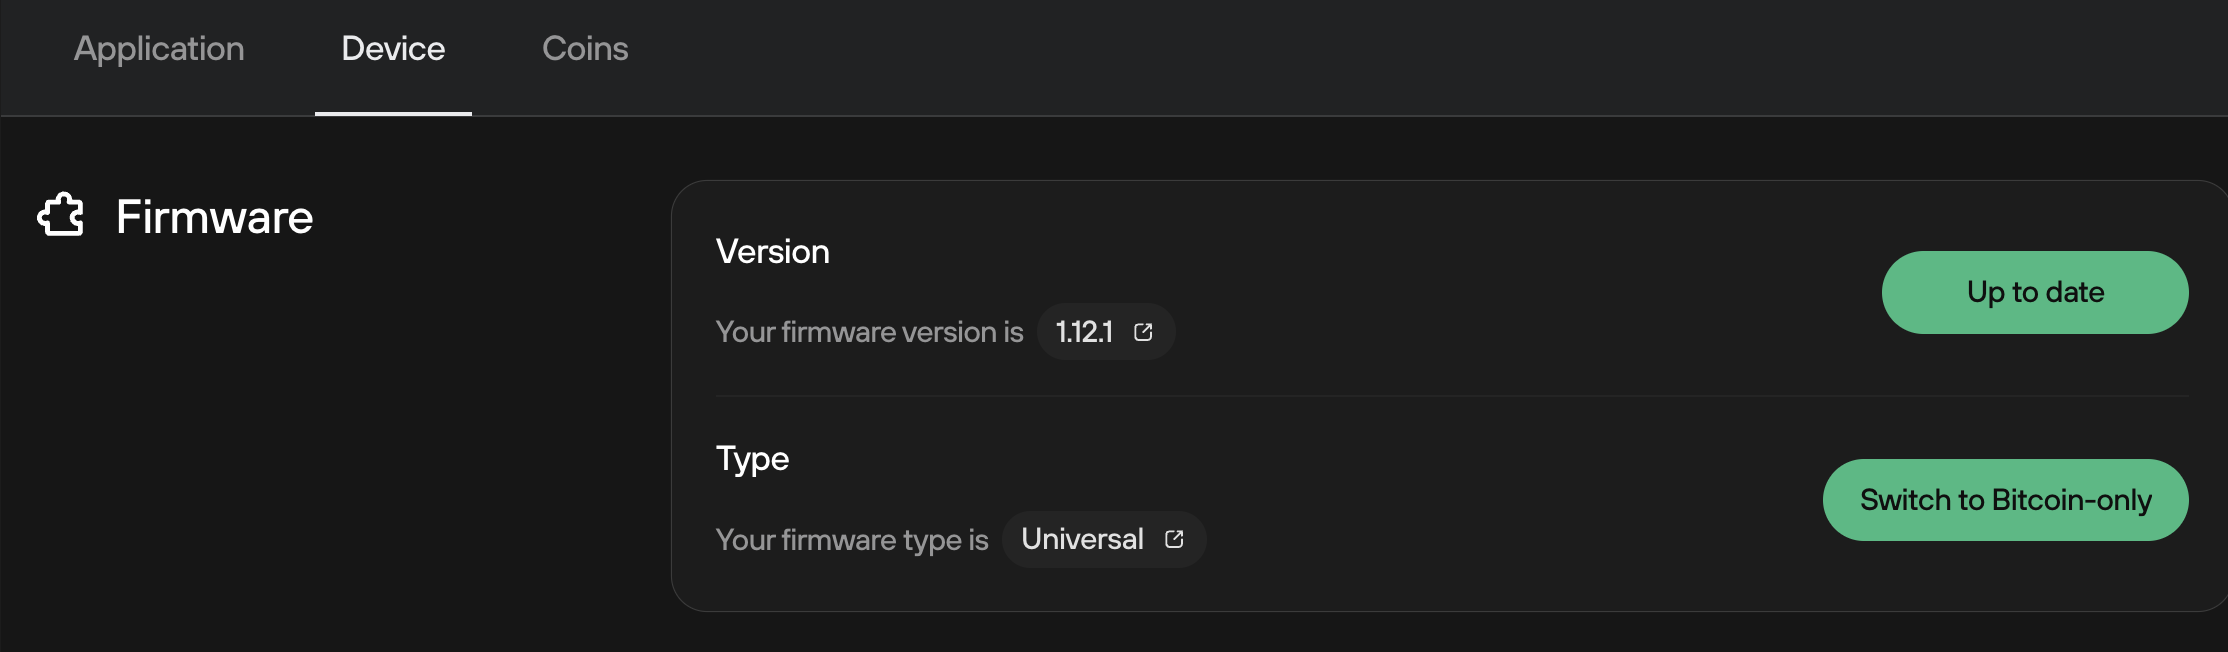 Application Device Coins
Firmware
Version
Your firmware version is 1.12.1
Up to date
Type
Your firmware type is Universal
Switch to Bitcoin-only